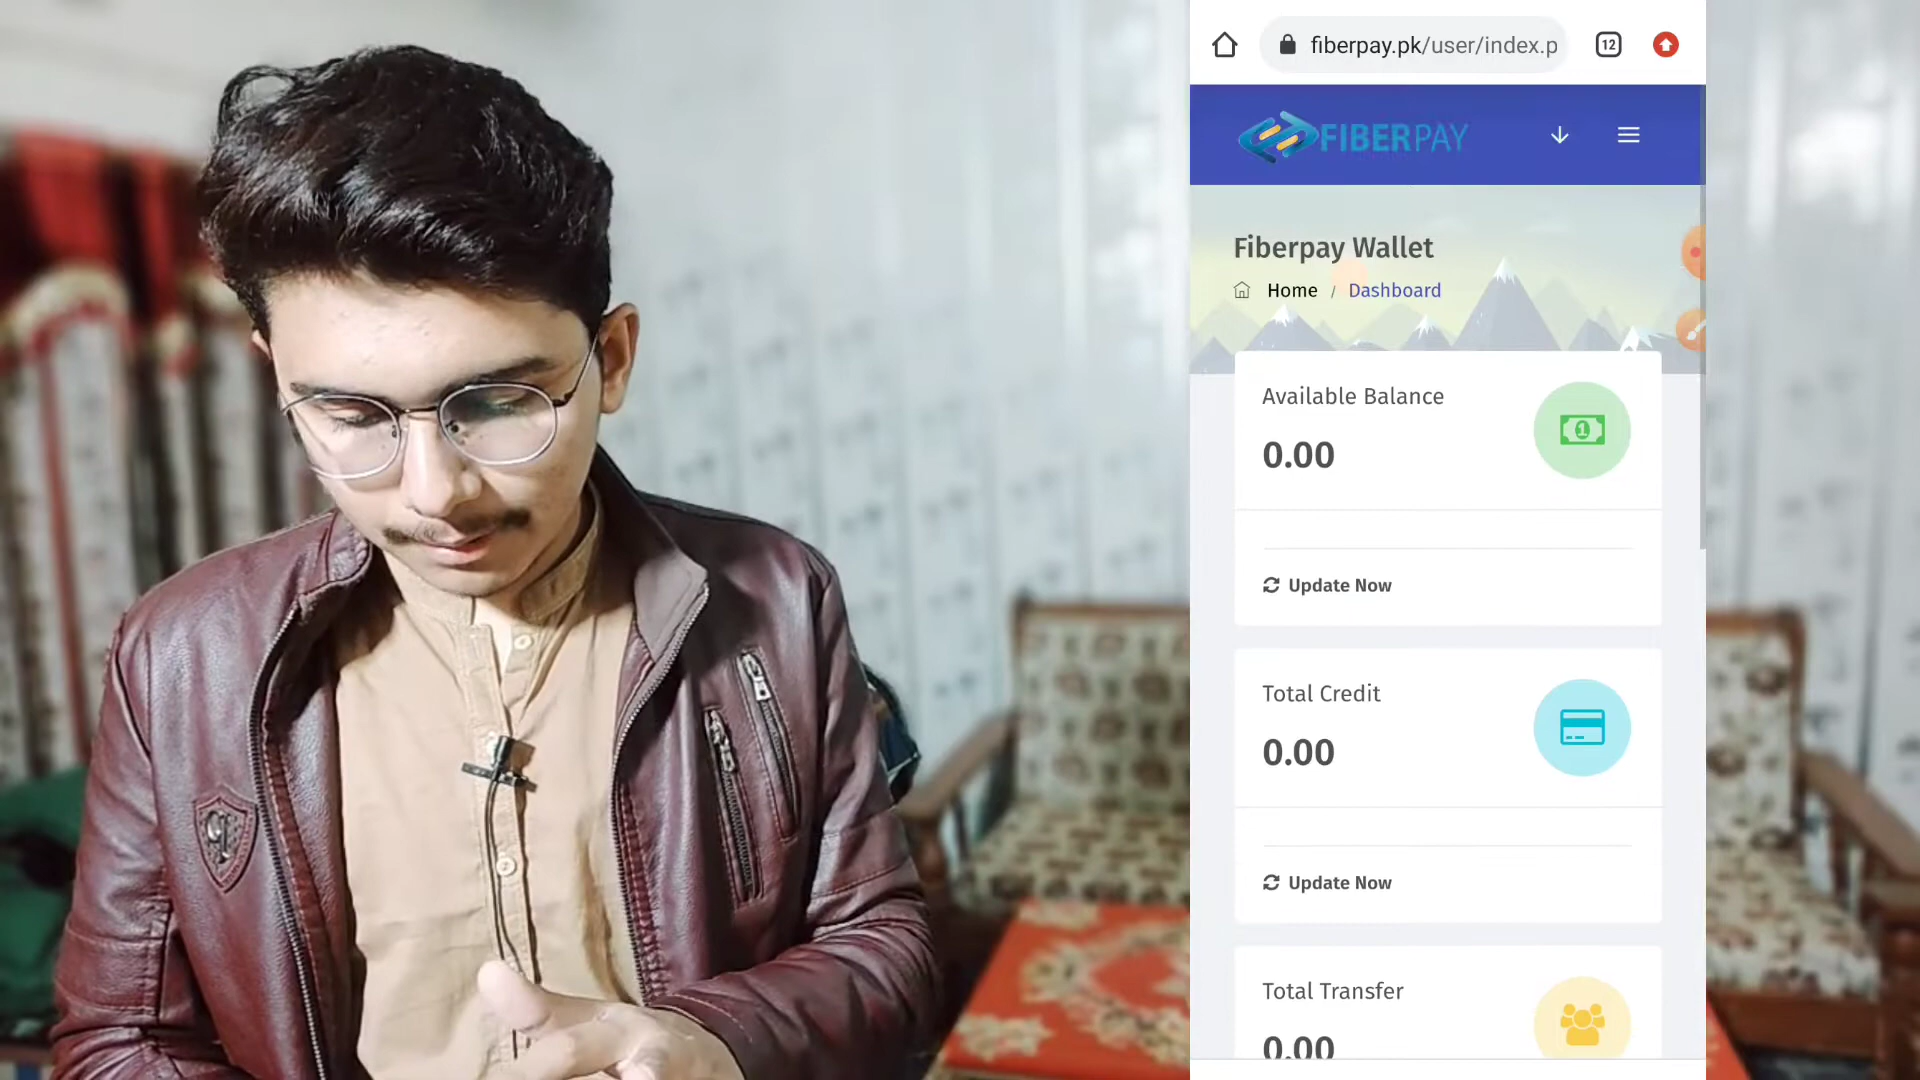 fiberpay.pk/user/index.p
12
FIBERPAY
Fiberpay Wallet
Home / Dashboard
Available Balance
0.00
Update Now
Total Credit
0.00
Update Now
Total Transfer
0.00